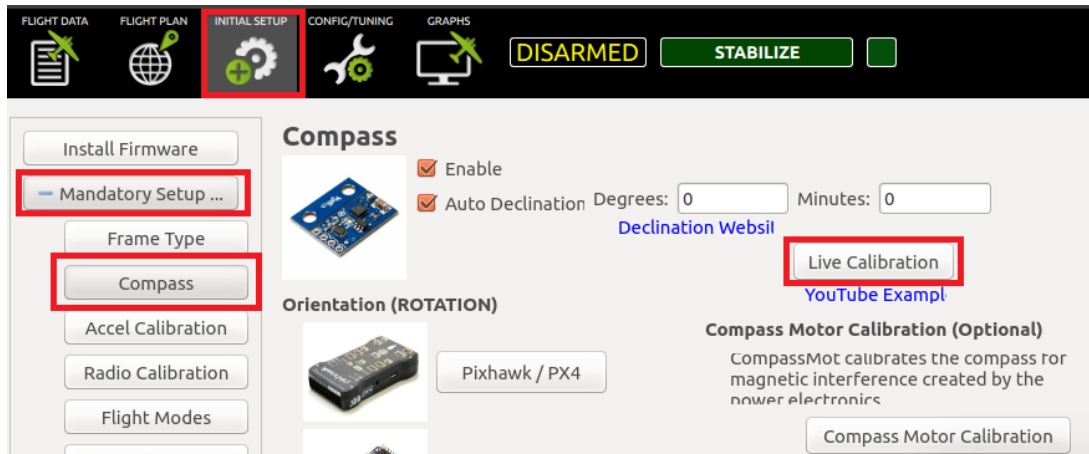 FLIGHT DATA FLIGHT PLAN INITIAL SETUP CONFIG/TUNING GRAPHS
DISARMED STABILIZE
Install Firmware
Mandatory Setup ...
Frame Type
Compass
Accel Calibration
Radio Calibration
Flight Modes
Compass
Enable
Auto Declination Degrees: 0 Minutes: 0
Declination Websit
Live Calibration
YouTube Exampl
Orientation (ROTATION)
Pixhawk / PX4
Compass Motor Calibration (Optional)
CompassMot calibrates the compass for
magnetic interference created by the
power electronics
Compass Motor Calibration